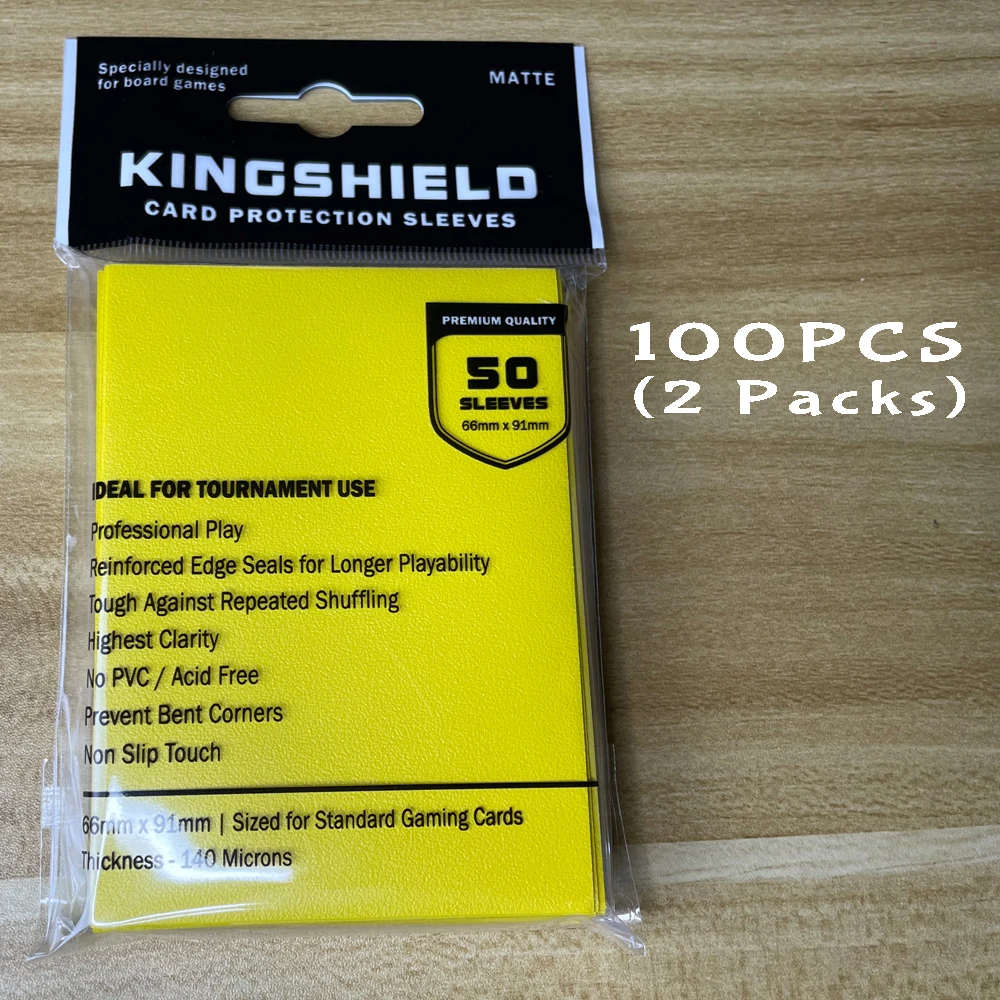 Specially designed
for board games
MATTE
KINGSHIELD
CARD PROTECTION SLEEVES
PREMIUM QUALITY
50
SLEEVES
66mm x 91mm
100PCS
(2 Packs)
IDEAL FOR TOURNAMENT USE
Professional Play
Reinforced Edge Seals for Longer Playability
Tough Against Repeated Shuffling
Highest Clarity
No PVC / Acid Free
Prevent Bent Corners
Non Slip Touch
66mm x 91mm | Sized for Standard Gaming Cards
Thickness - 140 Microns